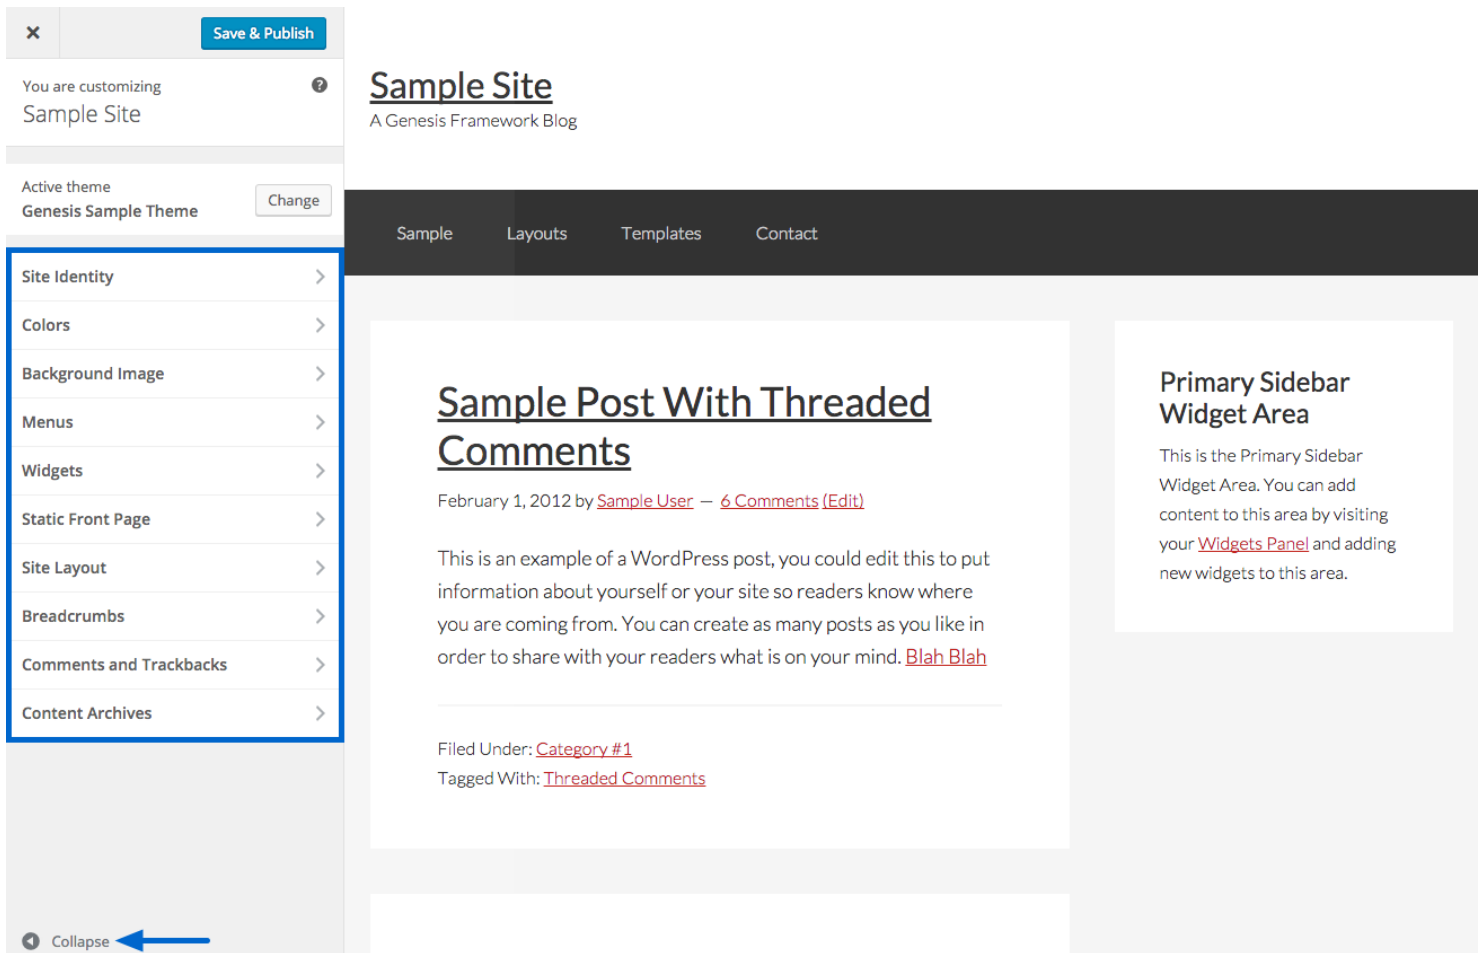 Save & Publish
You are customizing
Sample Site
Active theme
Genesis Sample Theme
Change
Site Identity
Colors
Background Image
Menus
Widgets
Static Front Page
Site Layout
Breadcrumbs
Comments and Trackbacks
Content Archives
Collapse
Sample Site
A Genesis Framework Blog
Sample Layouts Templates Contact
Sample Post With Threaded
Comments
February 1, 2012 by Sample User — 6 Comments (Edit)
This is an example of a WordPress post, you could edit this to put
information about yourself or your site so readers know where
you are coming from. You can create as many posts as you like in
order to share with your readers what is on your mind. Blah Blah
Filed Under: Category #1
Tagged With: Threaded Comments
Primary Sidebar
Widget Area
This is the Primary Sidebar
Widget Area. You can add
content to this area by visiting
your Widgets Panel and adding
new widgets to this area.